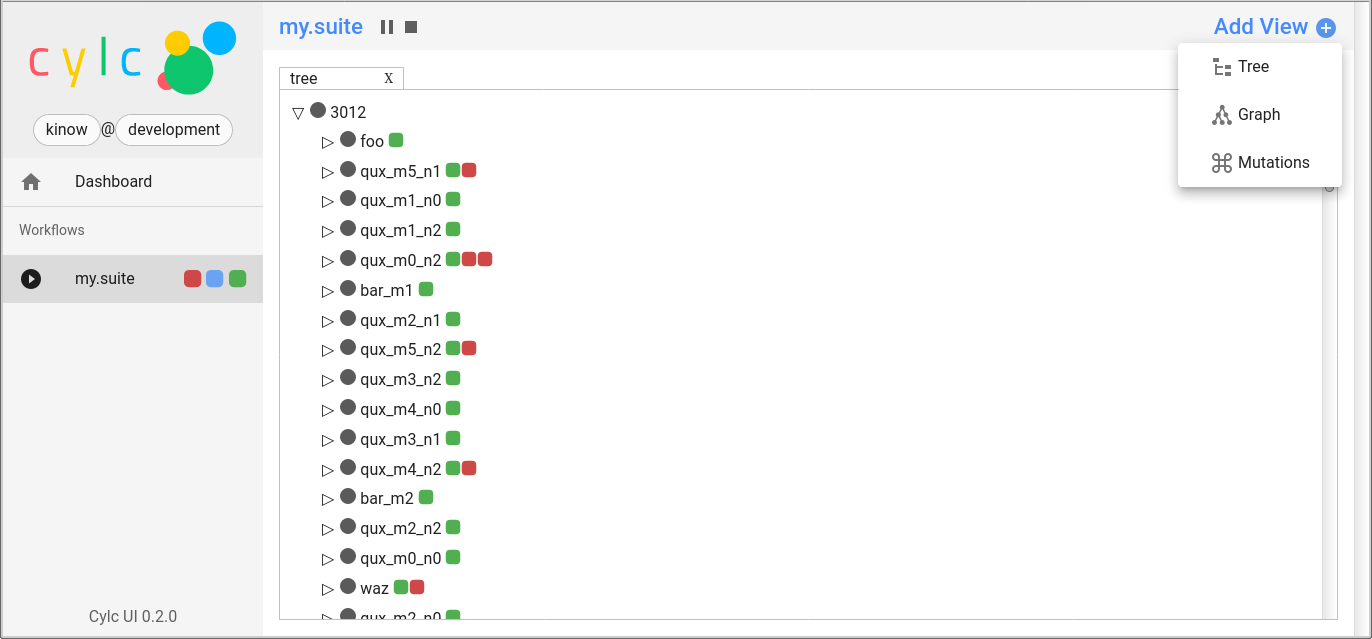 cylc
kinow @ development
Dashboard
Workflows
my.suite
Cylc UI 0.2.0
my.suite
Add View
Tree
Graph
Mutations
tree X
3012
foo
qux_m5_n1
qux_m1_n0
qux_m1_n2
qux_m0_n2
bar_m1
qux_m2_n1
qux_m5_n2
qux_m3_n2
qux_m4_n0
qux_m3_n1
qux_m4_n2
bar_m2
qux_m2_n2
qux_m0_n0
waz
qux_m2_n0